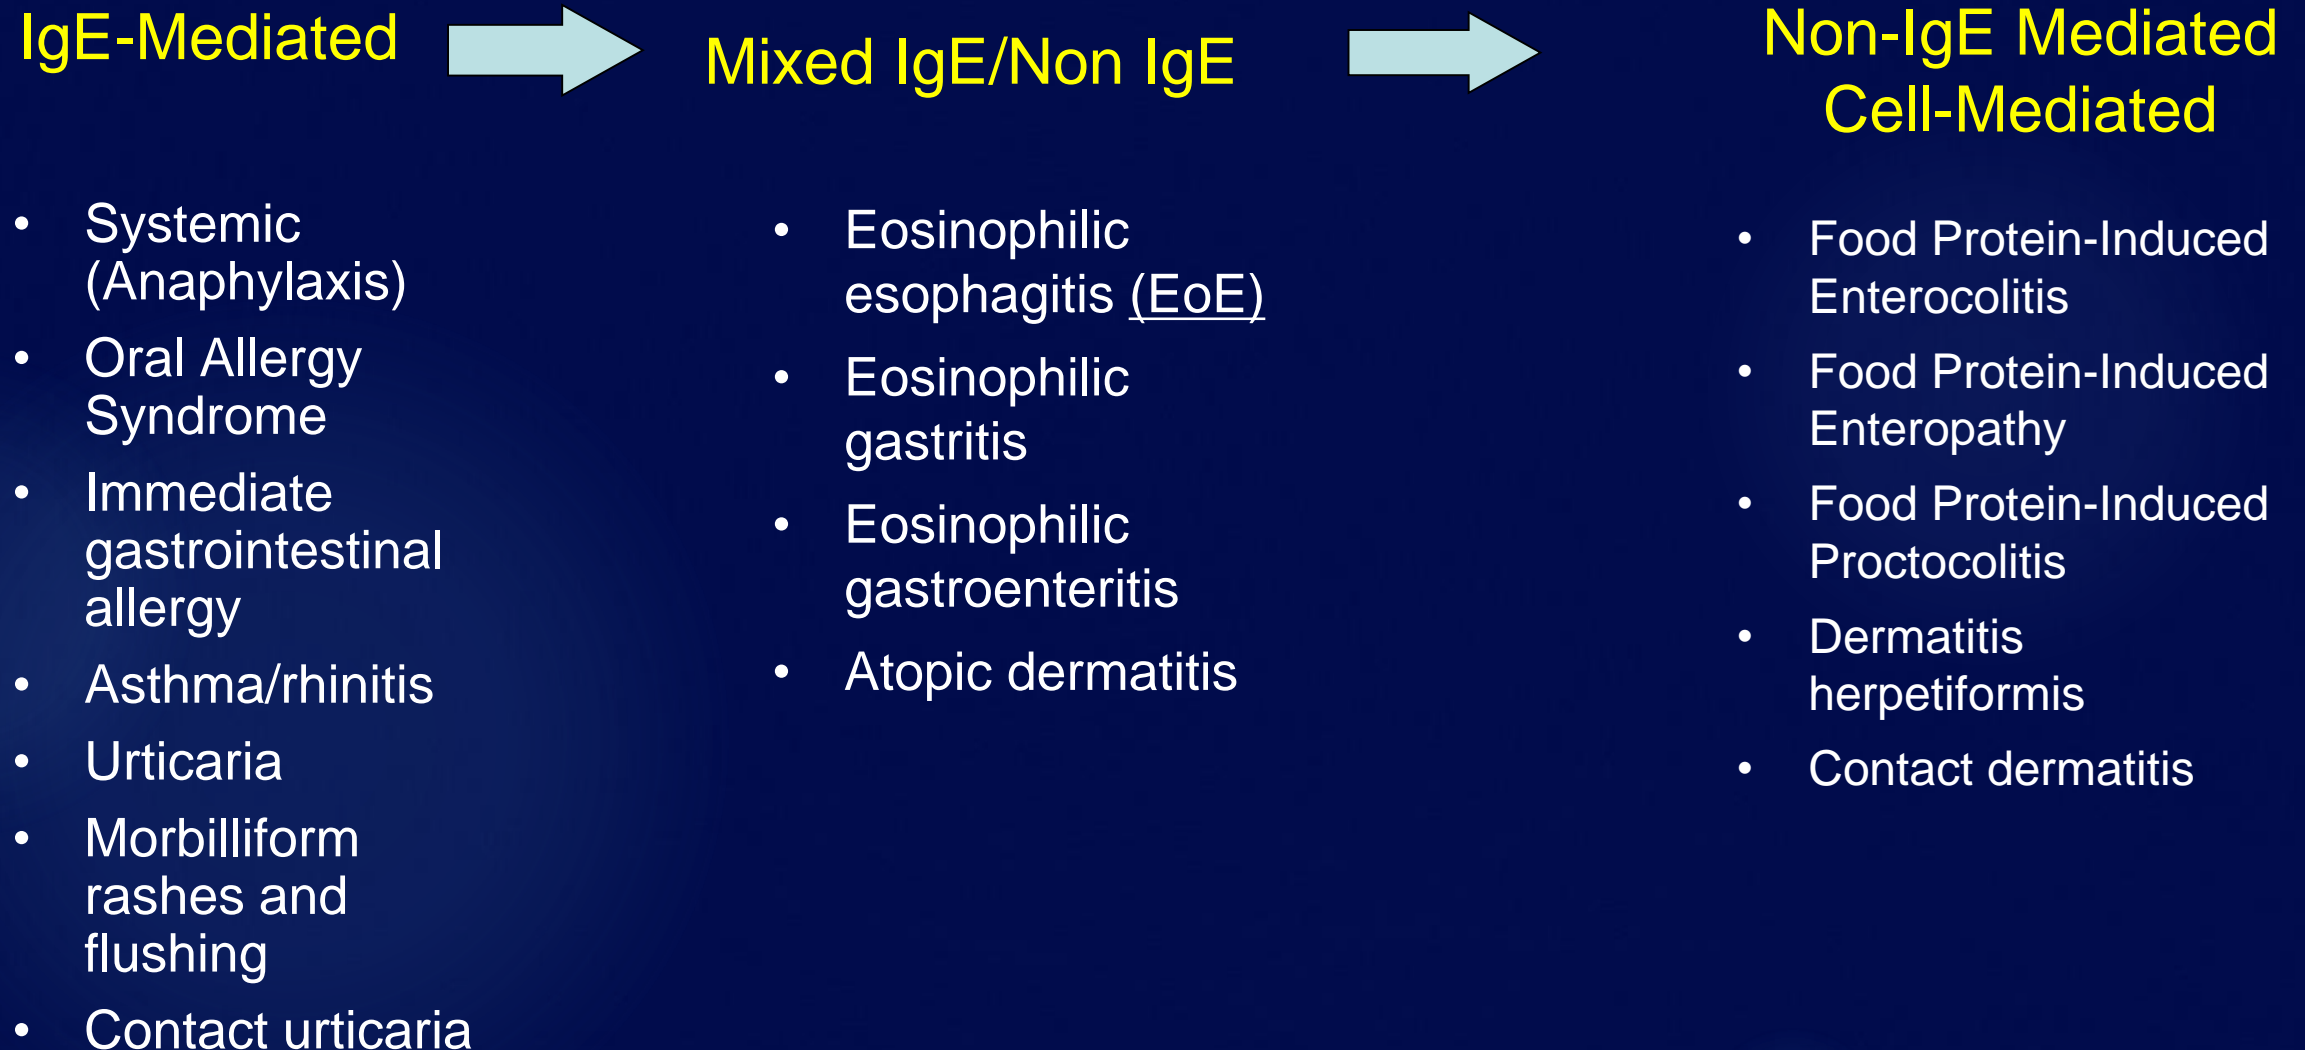 IgE-Mediated
Mixed IgE/Non IgE
Non-IgE Mediated
Cell-Mediated
• Systemic
(Anaphylaxis)
• Oral Allergy
Syndrome
• Immediate
gastrointestinal
allergy
• Asthma/rhinitis
• Urticaria
• Morbilliform
rashes and
flushing
• Contact urticaria
• Eosinophilic
esophagitis (EoE)
• Eosinophilic
gastritis
• Eosinophilic
gastroenteritis
• Atopic dermatitis
• Food Protein-Induced
Enterocolitis
• Food Protein-Induced
Enteropathy
• Food Protein-Induced
Proctocolitis
• Dermatitis
herpetiformis
• Contact dermatitis